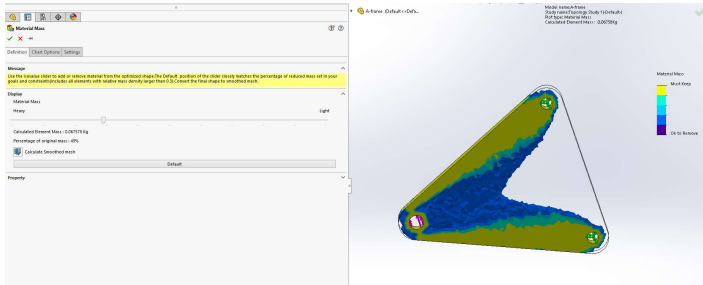 Material Mass
Definition Chart Options Settings
Message
Use the isovalue slider to add or remove material from the optimized shape.The Default position of the slider closely matches the percentage of reduced mass set in your
goals and constraints(includes all elements with relative mass density larger than 0.3).Convert the final shape to smoothed mesh.
Display
Material Mass
Heavy Light
Calculated Element Mass : 0.067578 Kg
Percentage of original mass : 49%
Calculate Smoothed mesh
Default
Property
A-frame (Default<<Defa...
Model name:A-frame
Study name:Topology Study 1(-Default-)
Plot type: Material Mass
Calculated Element Mass : 0.06758 Kg
Material Mass
Must Keep
Ok to Remove